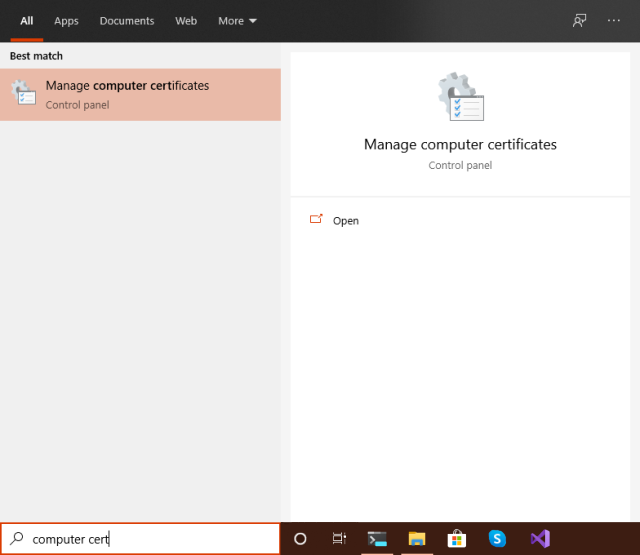 All Apps Documents Web More
Best match
Manage computer certificates
Control panel
Manage computer certificates
Control panel
Open
computer cert